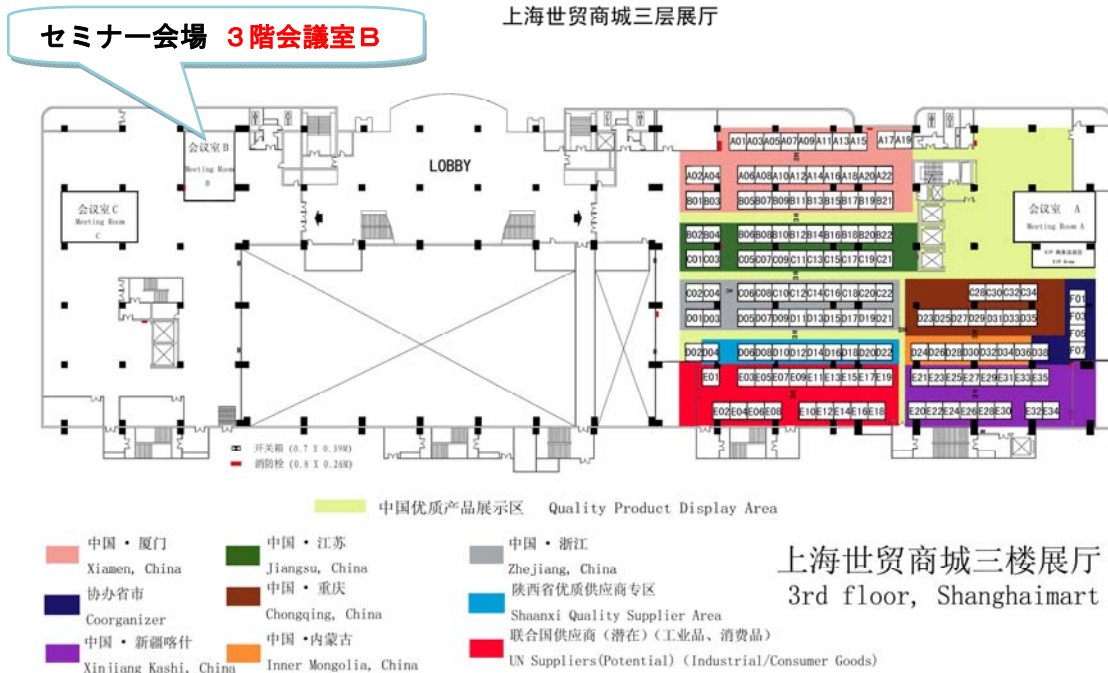 上海世贸商城三层展厅
セミナー会場 3階会議室B
会议室 B
Meeting Room
B
会议室 C
Meeting Room
C
LOBBY
会议室 A
Meeting Room A
VIP Area
A01 A03 A05 A07 A09 A11 A13 A15 A17 A19
A02 A04 A06 A08 A10 A12 A14 A16 A18 A20 A22
B01 B03 B05 B07 B09 B11 B13 B15 B17 B19 B21
B02 B04 B06 B08 B10 B12 B14 B16 B18 B20 B22
C01 C03 C05 C07 C09 C11 C13 C15 C17 C19 C21
C02 C04 C06 C08 C10 C12 C14 C16 C18 C20 C22 C28 C30 C32 C34
D01 D03 D05 D07 D09 D11 D13 D15 D17 D19 D21 D23 D25 D27 D29 D31 D33 D35
D02 D04 D06 D08 D10 D12 D14 D16 D18 D20 D22 D24 D26 D28 D30 D32 D34 D36 D38
F01
F03
F05
F07
E01 E03 E05 E07 E09 E11 E13 E15 E17 E19 E21 E23 E25 E27 E29 E31 E33 E35
E02 E04 E06 E08 E10 E12 E14 E16 E18 E20 E22 E24 E26 E28 E30 E32 E34
开关箱 (0.7 X 0.39M)
消防栓 (0.8 X 0.26M)
中国优质产品展示区 Quality Product Display Area
中国・厦门
Xiamen, China
协办省市
Coorganizer
中国・新疆喀什
Xinjiang Kashi, China
中国・江苏
Jiangsu, China
中国・重庆
Chongqing, China
中国・内蒙古
Inner Mongolia, China
中国・浙江
Zhejiang, China
陕西省优质供应商专区
Shaanxi Quality Supplier Area
联合国供应商（潜在）（工业品、消费品）
UN Suppliers(Potential) (Industrial/Consumer Goods)
上海世贸商城三楼展厅
3rd floor, Shanghaimart